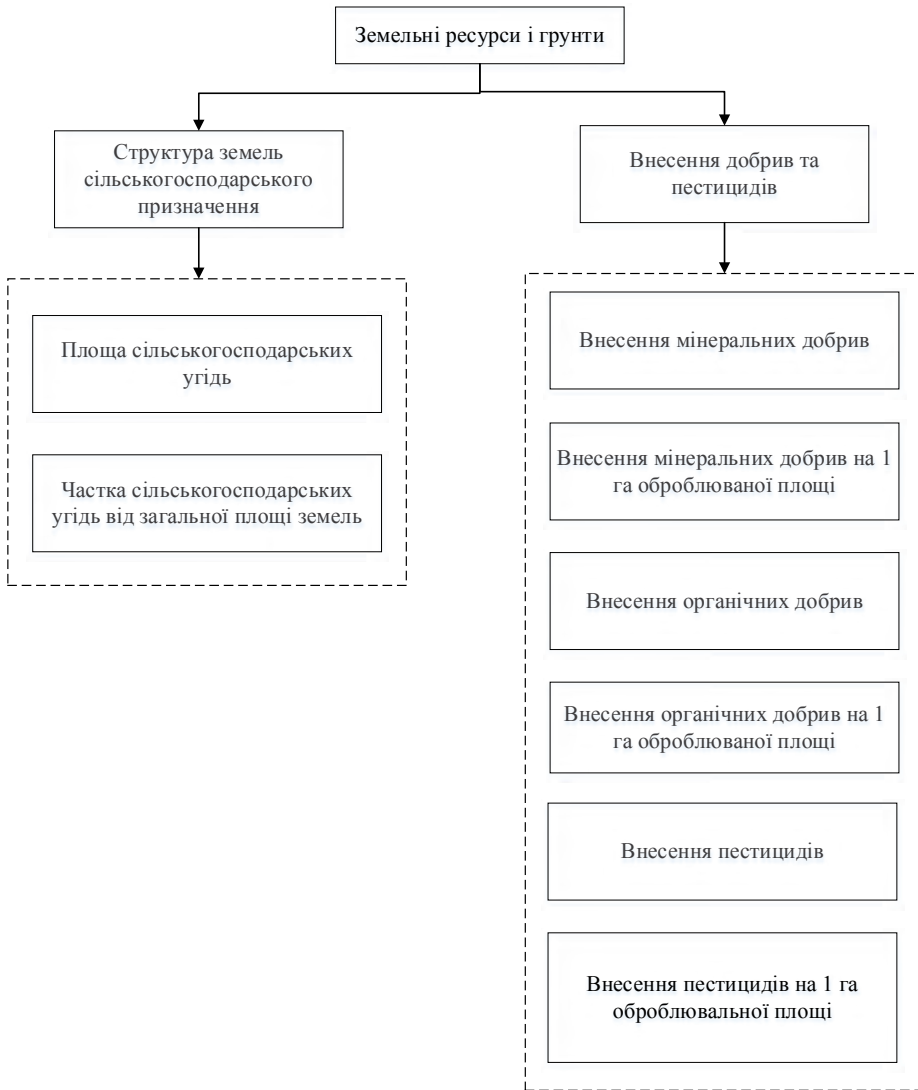 Земельні ресурси і грунти
Структура земель
сільськогосподарського
призначення
Площа сільськогосподарських
угідь
Частка сільськогосподарських
угідь від загальної площі земель
Внесення добрив та
пестицидів
Внесення мінеральних добрив
Внесення мінеральних добрив на 1
га оброблюваної площі
Внесення органічних добрив
Внесення органічних добрив на 1
га оброблюваної площі
Внесення пестицидів
Внесення пестицидів на 1 га
оброблювальної площі